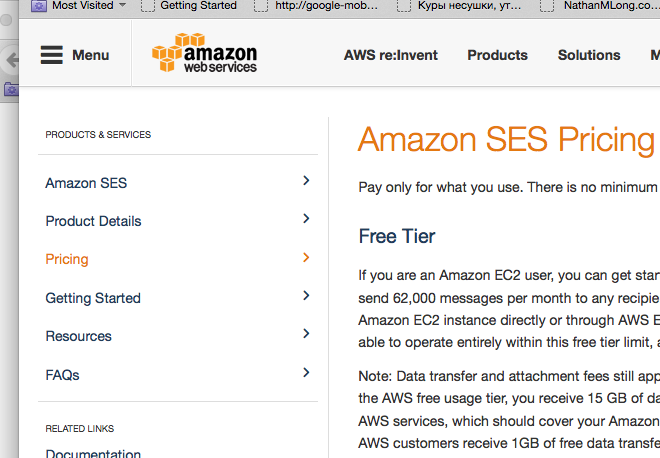 Most Visited
Getting Started
http://google-mob...
Куры несушки, ут...
NathanMLong.co...
Menu
amazon
web services
AWS re:Invent
Products
Solutions
M
PRODUCTS & SERVICES
Amazon SES
Product Details
Pricing
Getting Started
Resources
FAQs
RELATED LINKS
Documentation
Amazon SES Pricing
Pay only for what you use. There is no minimum
Free Tier
If you are an Amazon EC2 user, you can get star
send 62,000 messages per month to any recipie
Amazon EC2 instance directly or through AWS E
able to operate entirely within this free tier limit, a
Note: Data transfer and attachment fees still app
the AWS free usage tier, you receive 15 GB of da
AWS services, which should cover your Amazon
AWS customers receive 1GB of free data transfe